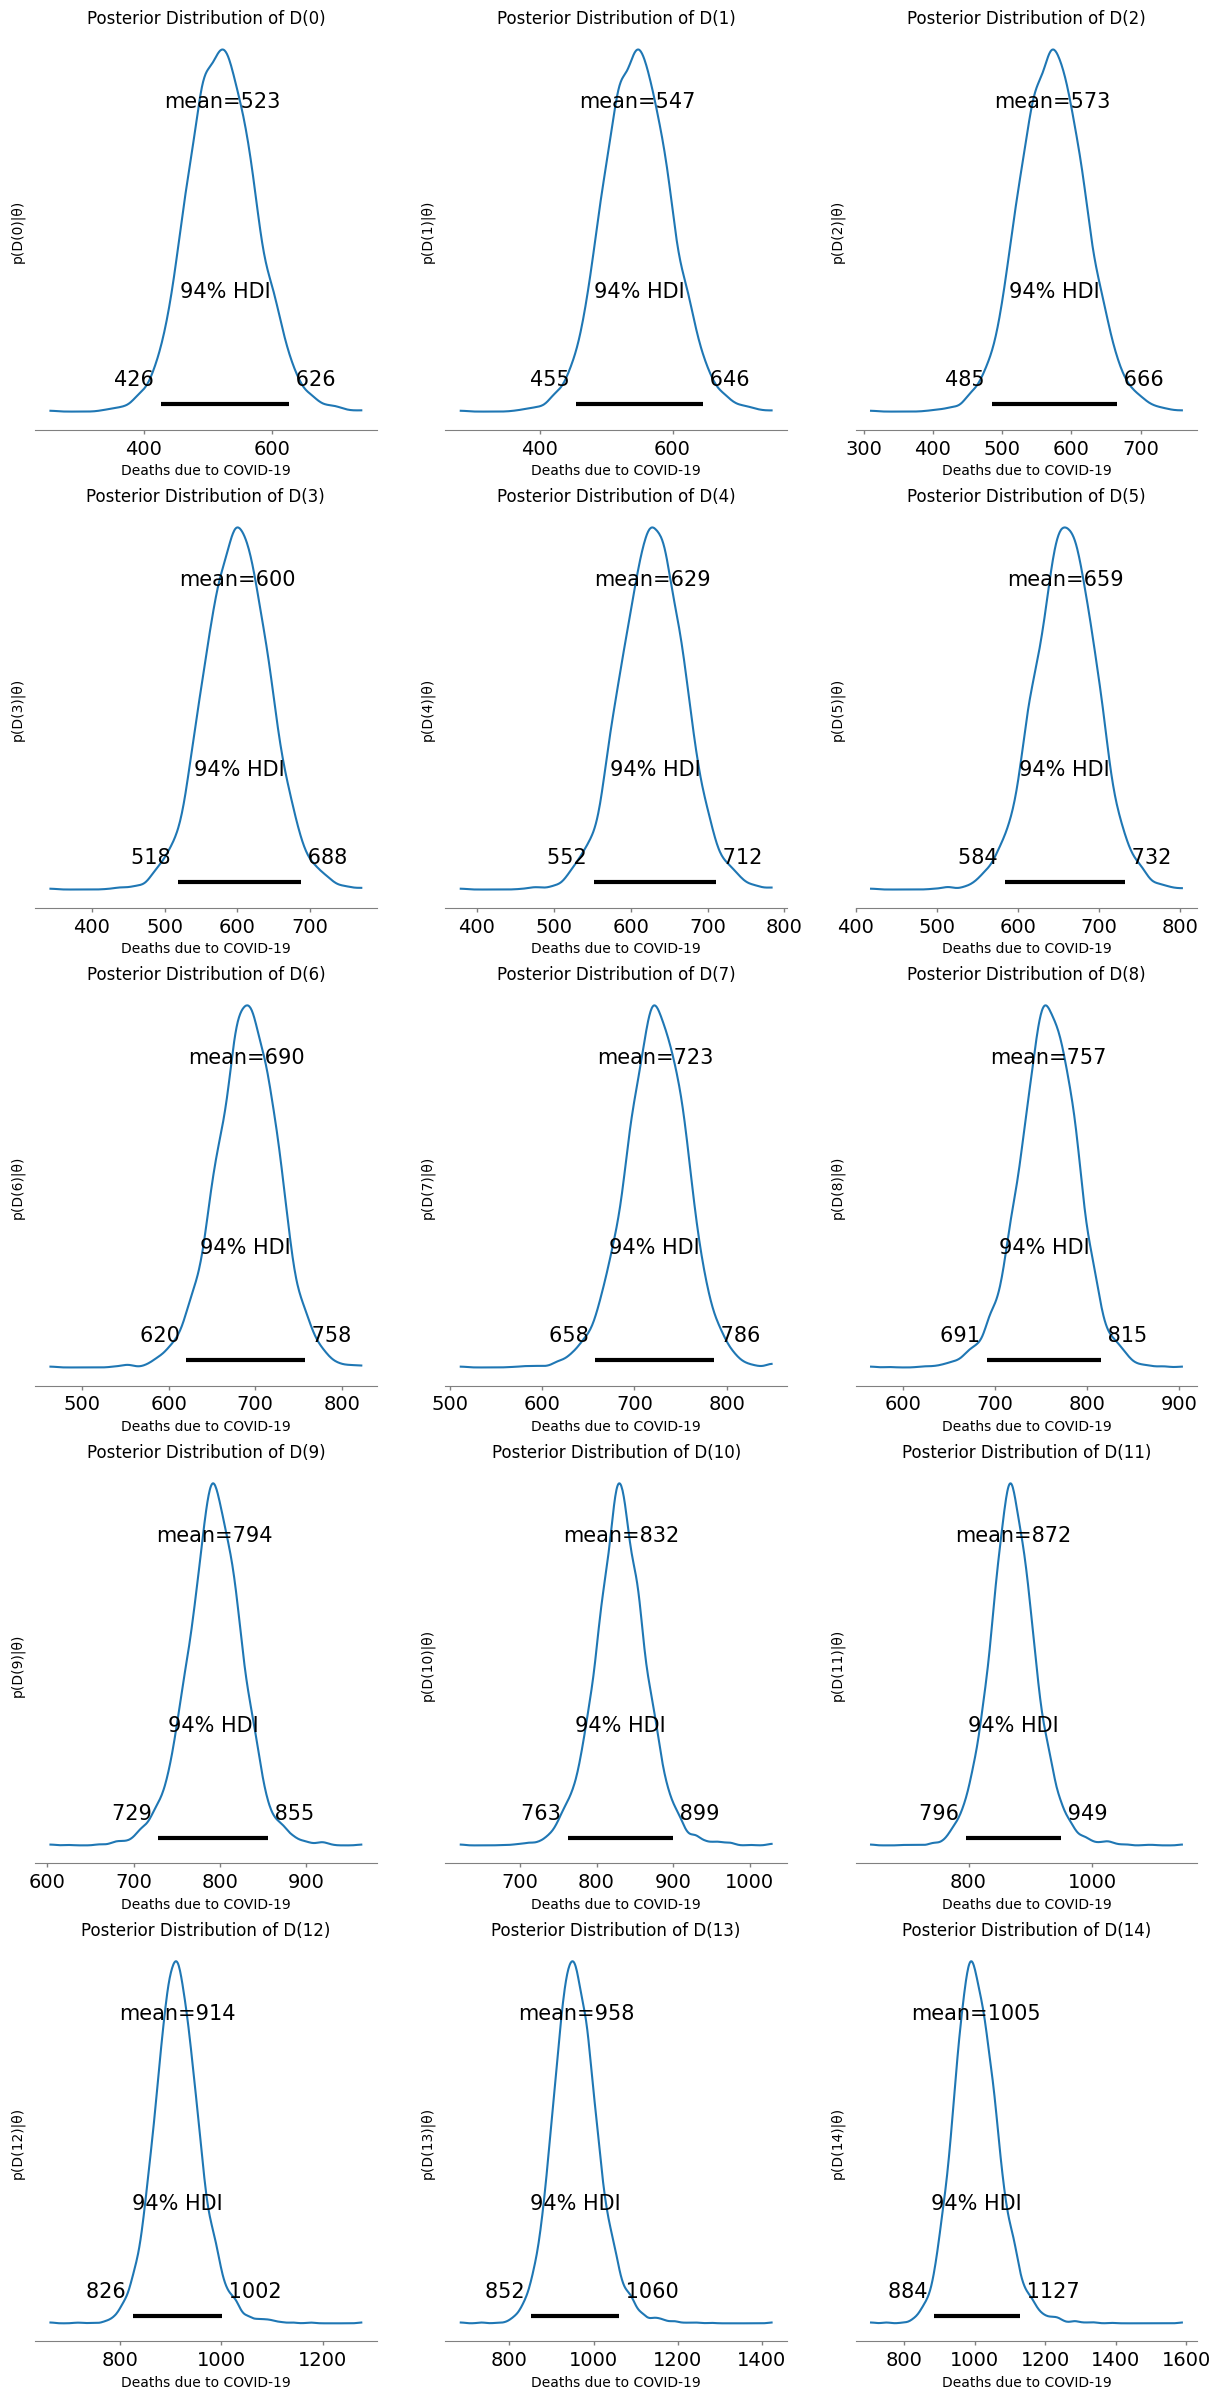 Posterior Distribution of D(0)
mean=523
94% HDI
426 626
p(D(0)|θ)
400 600
Deaths due to COVID-19
Posterior Distribution of D(1)
mean=547
94% HDI
455 646
p(D(1)|θ)
400 600
Deaths due to COVID-19
Posterior Distribution of D(2)
mean=573
94% HDI
485 666
p(D(2)|θ)
300 400 500 600 700
Deaths due to COVID-19
Posterior Distribution of D(3)
mean=600
94% HDI
518 688
p(D(3)|θ)
400 500 600 700
Deaths due to COVID-19
Posterior Distribution of D(4)
mean=629
94% HDI
552 712
p(D(4)|θ)
400 500 600 700 800
Deaths due to COVID-19
Posterior Distribution of D(5)
mean=659
94% HDI
584 732
p(D(5)|θ)
400 500 600 700 800
Deaths due to COVID-19
Posterior Distribution of D(6)
mean=690
94% HDI
620 758
p(D(6)|θ)
500 600 700 800
Deaths due to COVID-19
Posterior Distribution of D(7)
mean=723
94% HDI
658 786
p(D(7)|θ)
500 600 700 800
Deaths due to COVID-19
Posterior Distribution of D(8)
mean=757
94% HDI
691 815
p(D(8)|θ)
600 700 800 900
Deaths due to COVID-19
Posterior Distribution of D(9)
mean=794
94% HDI
729 855
p(D(9)|θ)
600 700 800 900
Deaths due to COVID-19
Posterior Distribution of D(10)
mean=832
94% HDI
763 899
p(D(10)|θ)
700 800 900 1000
Deaths due to COVID-19
Posterior Distribution of D(11)
mean=872
94% HDI
796 949
p(D(11)|θ)
800 1000
Deaths due to COVID-19
Posterior Distribution of D(12)
mean=914
94% HDI
826 1002
p(D(12)|θ)
800 1000 1200
Deaths due to COVID-19
Posterior Distribution of D(13)
mean=958
94% HDI
852 1060
p(D(13)|θ)
800 1000 1200 1400
Deaths due to COVID-19
Posterior Distribution of D(14)
mean=1005
94% HDI
884 1127
p(D(14)|θ)
800 1000 1200 1400 1600
Deaths due to COVID-19